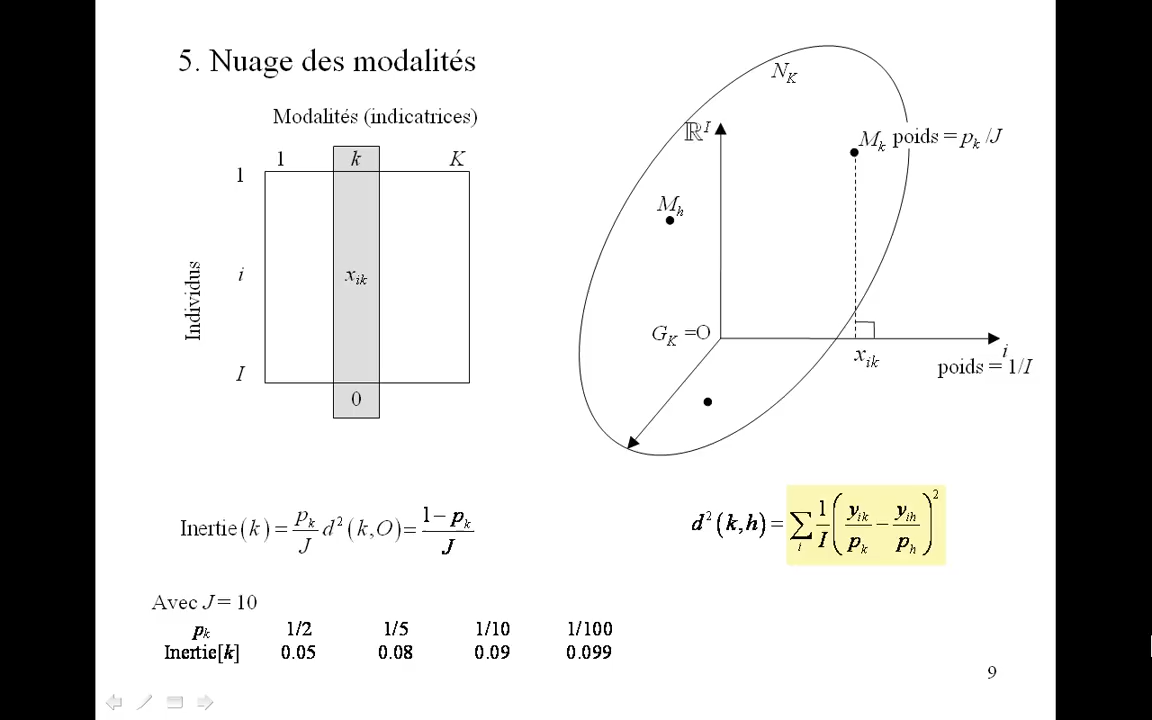 5. Nuage des modalités
Modalités (indicatrices)
1 k K
1
Individus
i
x_ik
I
0
N_K
ℝ^I
M_k poids = p_k /J
M_h
G_K =O
x_ik
i
poids = 1/I
Inertie(k) = p_k/J d²(k,O) = (1 − p_k)/J
d²(k,h) = ∑_i 1/I (y_ik/p_k − y_ih/p_h)²
Avec J = 10
p_k 1/2 1/5 1/10 1/100
Inertie[k] 0.05 0.08 0.09 0.099
9